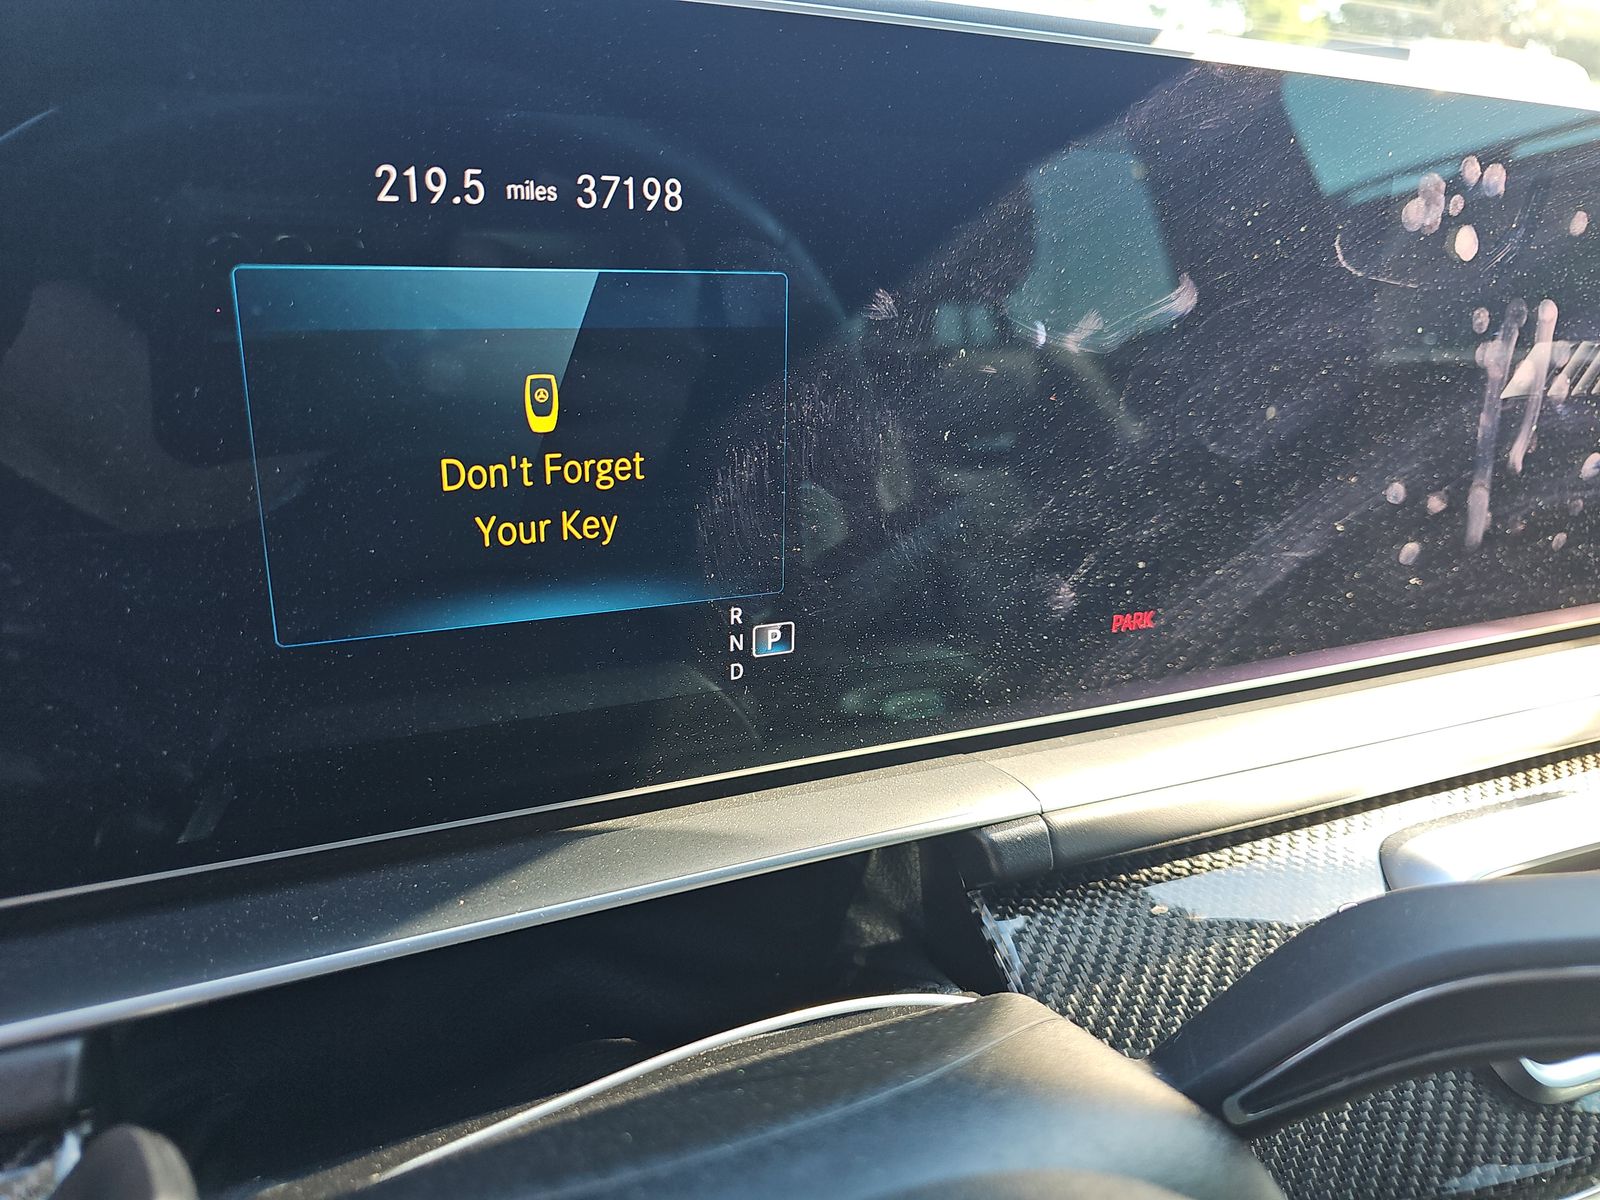 219.5 miles 37198
Don't Forget
Your Key
R
N P
D
PARK